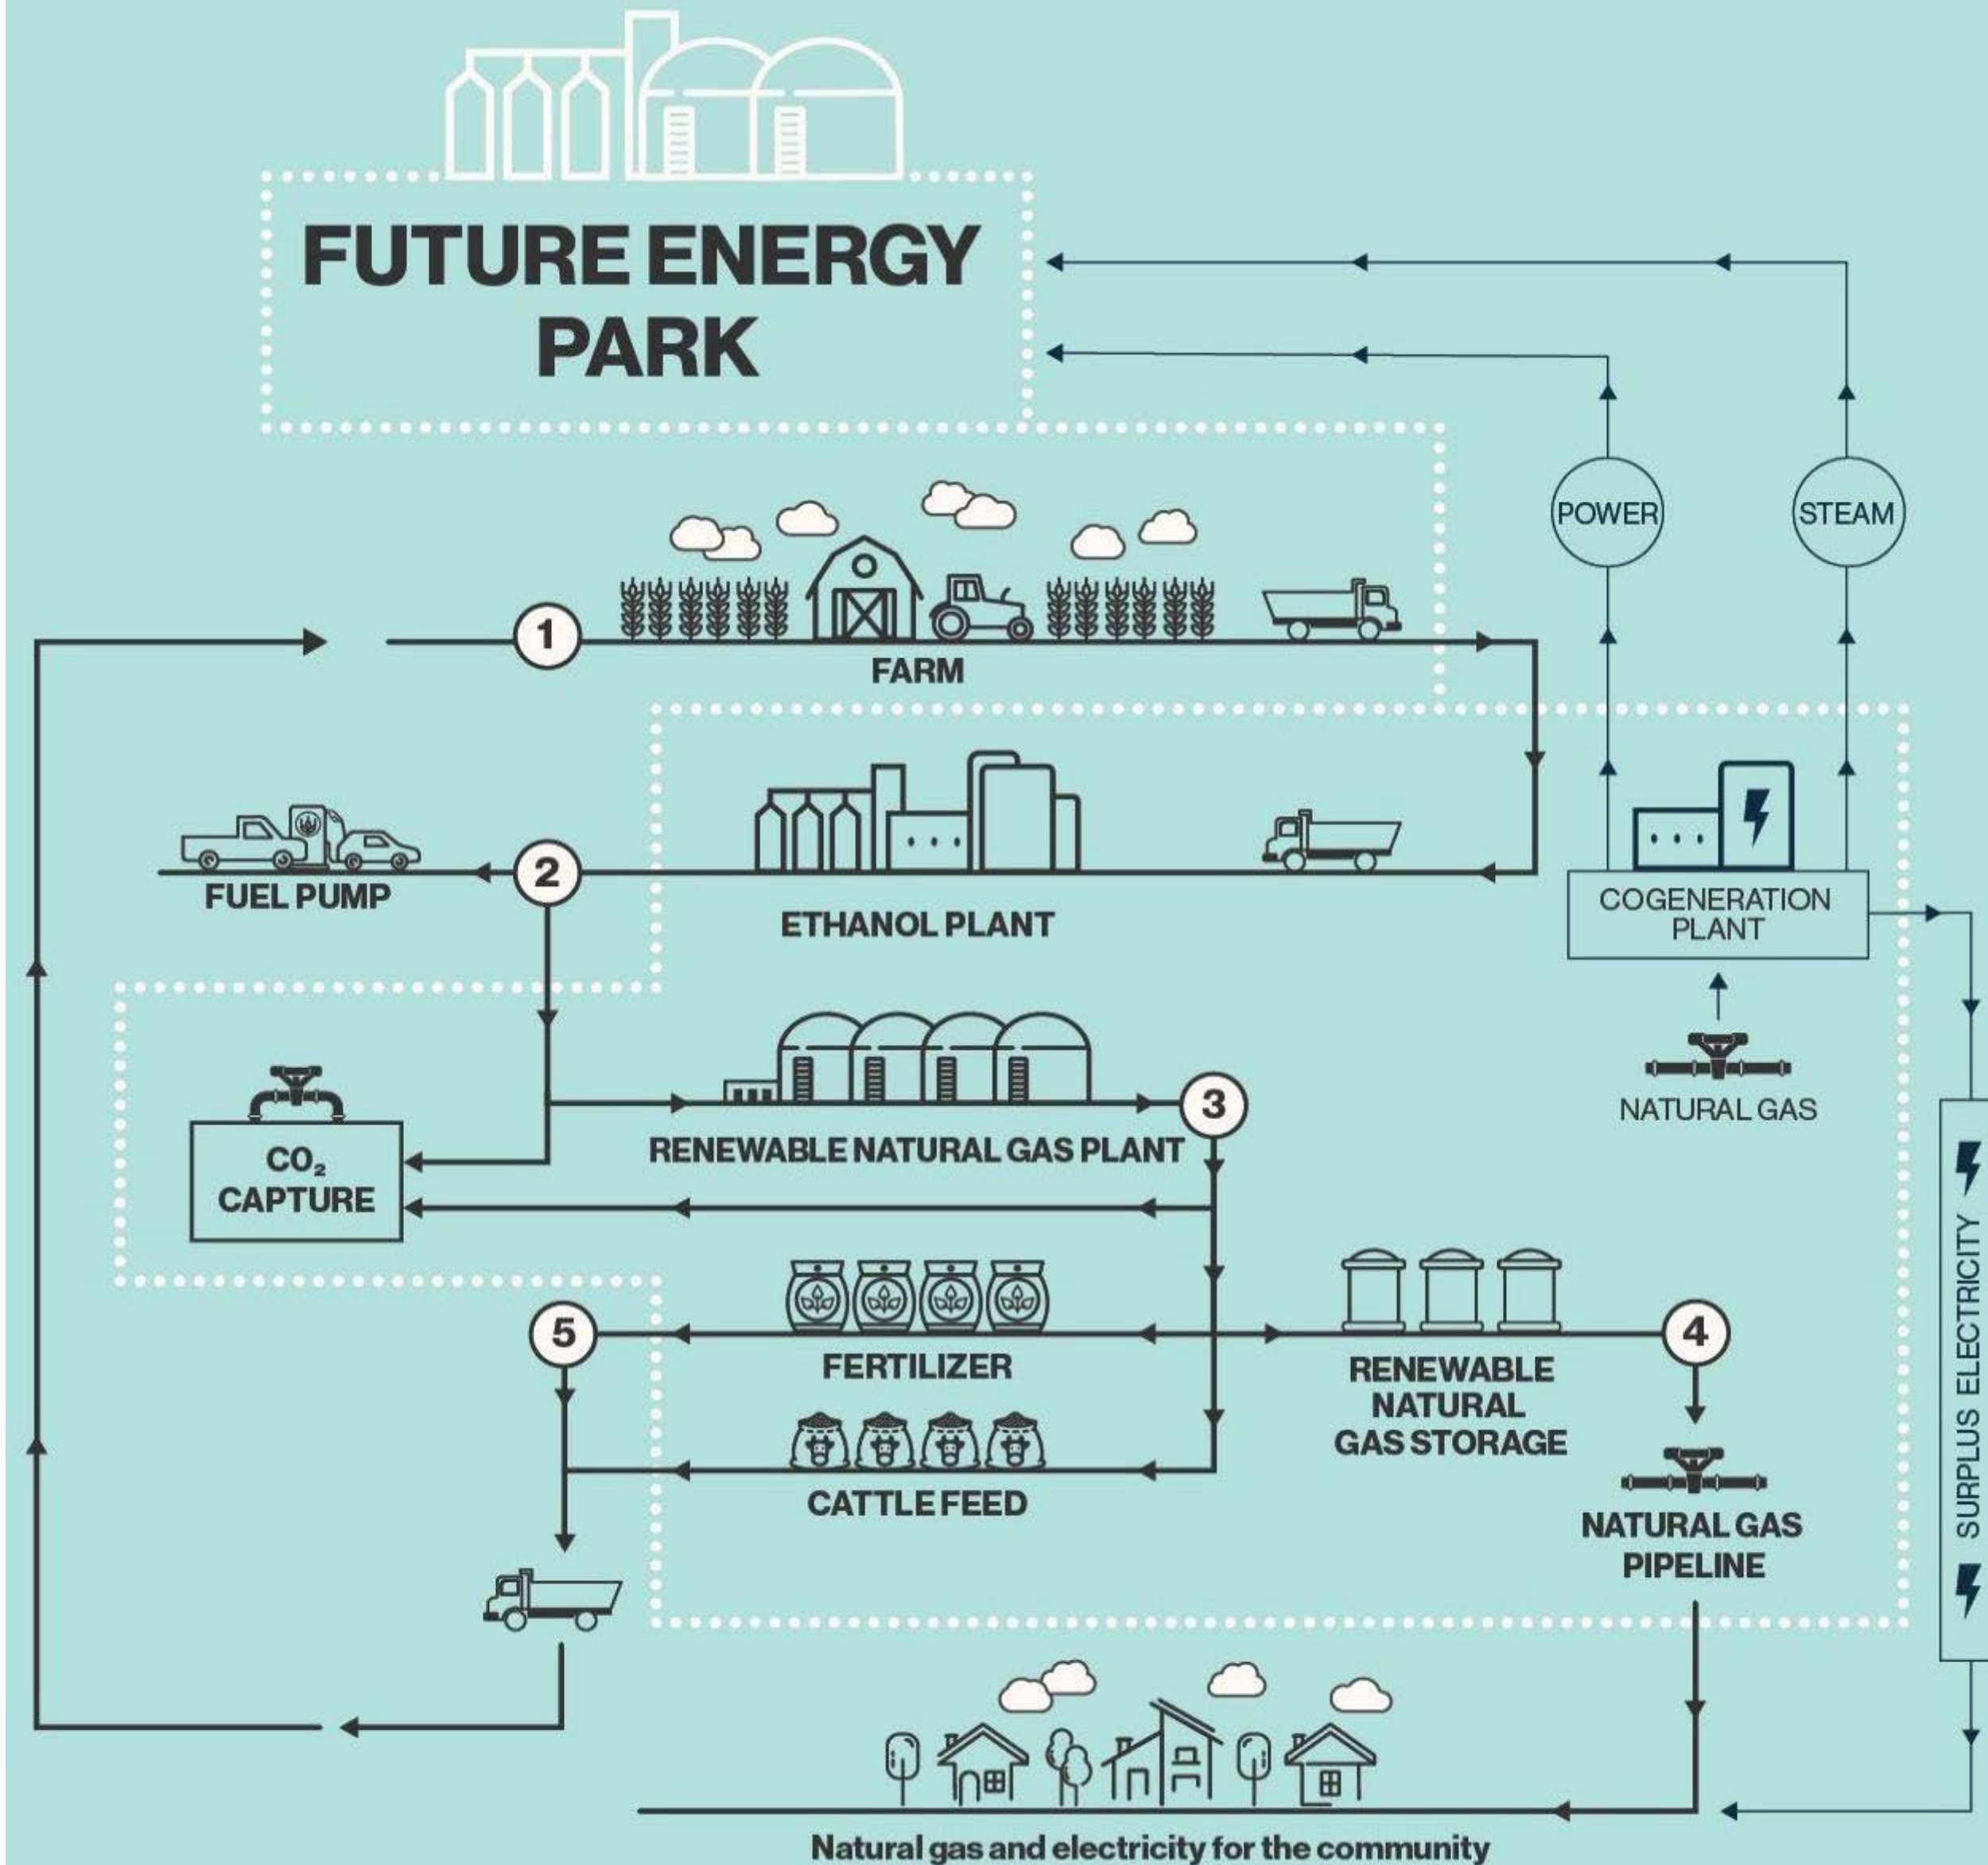 FUTURE ENERGY
PARK
POWER
STEAM
1
FARM
2
FUEL PUMP
ETHANOL PLANT
COGENERATION
PLANT
NATURAL GAS
3
RENEWABLE NATURAL GAS PLANT
CO₂
CAPTURE
SURPLUS ELECTRICITY
5
FERTILIZER
4
RENEWABLE
NATURAL
GAS STORAGE
CATTLE FEED
NATURAL GAS
PIPELINE
Natural gas and electricity for the community